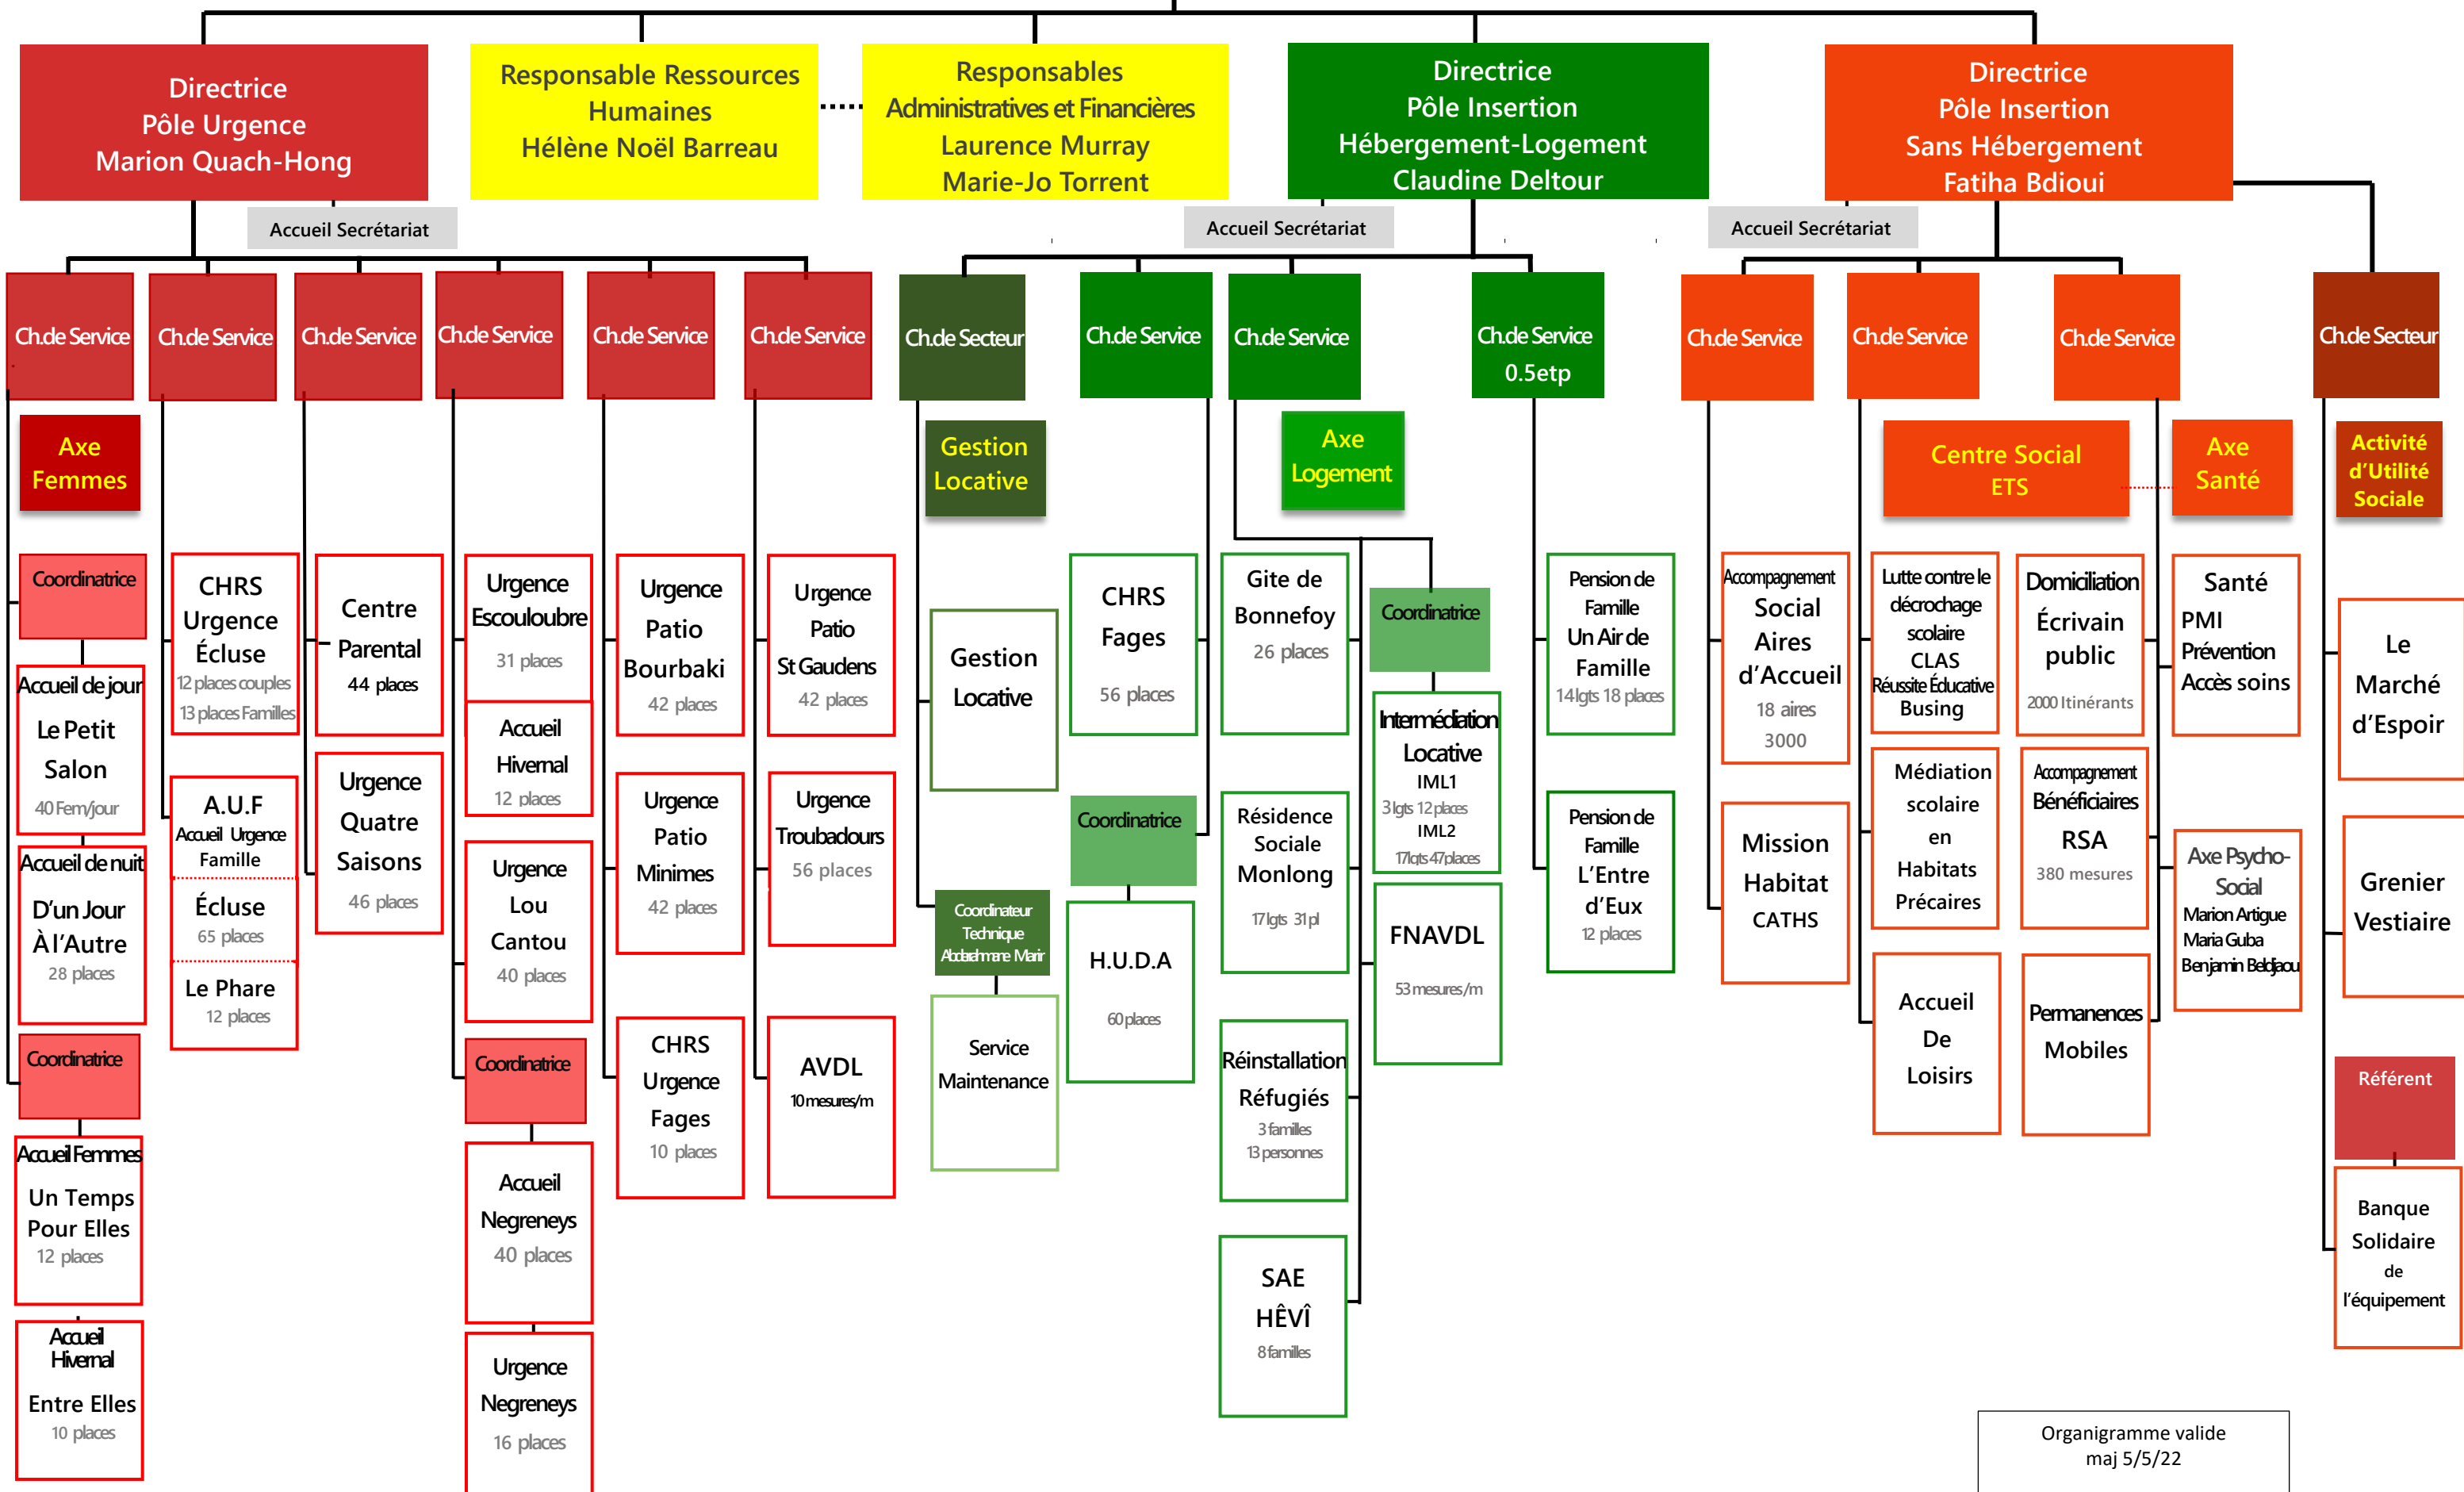 Directrice
Pôle Urgence
Marion Quach-Hong
Responsable Ressources
Humaines
Hélène Noël Barreau
Responsables
Administratives et Financières
Laurence Murray
Marie-Jo Torrent
Directrice
Pôle Insertion
Hébergement-Logement
Claudine Deltour
Directrice
Pôle Insertion
Sans Hébergement
Fatiha Bdioui
Accueil Secrétariat
Accueil Secrétariat
Accueil Secrétariat
Ch.de Service
Ch.de Service
Ch.de Service
Ch.de Service
Ch.de Service
Ch.de Service
Ch.de Secteur
Ch.de Service
Ch.de Service
Ch.de Service
0.5etp
Ch.de Service
Ch.de Service
Ch.de Service
Ch.de Secteur
Axe
Femmes
Gestion
Locative
Axe
Logement
Centre Social
ETS
Axe
Santé
Activité
d’Utilité
Sociale
Coordinatrice
Accueil de jour
Le Petit
Salon
40 Fem/jour
Accueil de nuit
D’un Jour
À l’Autre
28 places
Coordinatrice
Accueil Femmes
Un Temps
Pour Elles
12 places
Accueil
Hivernal
Entre Elles
10 places
CHRS
Urgence
Écluse
12 places couples
13 places Familles
A.U.F
Accueil Urgence
Famille
Écluse
65 places
Le Phare
12 places
Centre
Parental
44 places
Urgence
Quatre
Saisons
46 places
Urgence
Escouloubre
31 places
Accueil
Hivernal
12 places
Urgence
Lou
Cantou
40 places
Coordinatrice
Accueil
Negreneys
40 places
Urgence
Negreneys
16 places
Urgence
Patio
Bourbaki
42 places
Urgence
Patio
Minimes
42 places
CHRS
Urgence
Fages
10 places
Urgence
Patio
St Gaudens
42 places
Urgence
Troubadours
56 places
AVDL
10 mesures/m
Gestion
Locative
Coordinateur
Technique
Abderahmane Marir
Service
Maintenance
CHRS
Fages
56 places
Coordinatrice
H.U.D.A
60 places
Gite de
Bonnefoy
26 places
Résidence
Sociale
Monlong
17 lgts 31 pl
Réinstallation
Réfugiés
3 familles
13 personnes
SAE
HÊVÎ
8 familles
Coordinatrice
Intermédiation
Locative
IML1
3 lgts 12 places
IML2
17lgts 47places
FNAVDL
53 mesures/m
Pension de
Famille
Un Air de
Famille
14 lgts 18 places
Pension de
Famille
L’Entre
d’Eux
12 places
Accompagnement
Social
Aires
d’Accueil
18 aires
3000
Mission
Habitat
CATHS
Lutte contre le
décrochage
scolaire
CLAS
Réussite Éducative
Busing
Médiation
scolaire
en
Habitats
Précaires
Accueil
De
Loisirs
Domiciliation
Écrivain
public
2000 Itinérants
Accompagnement
Bénéficiaires
RSA
380 mesures
Permanences
Mobiles
Santé
PMI
Prévention
Accès soins
Axe Psycho-
Social
Marion Artigue
Maria Guba
Benjamin Beldjaou
Le
Marché
d’Espoir
Grenier
Vestiaire
Référent
Banque
Solidaire
de
l’équipement
Organigramme valide
maj 5/5/22